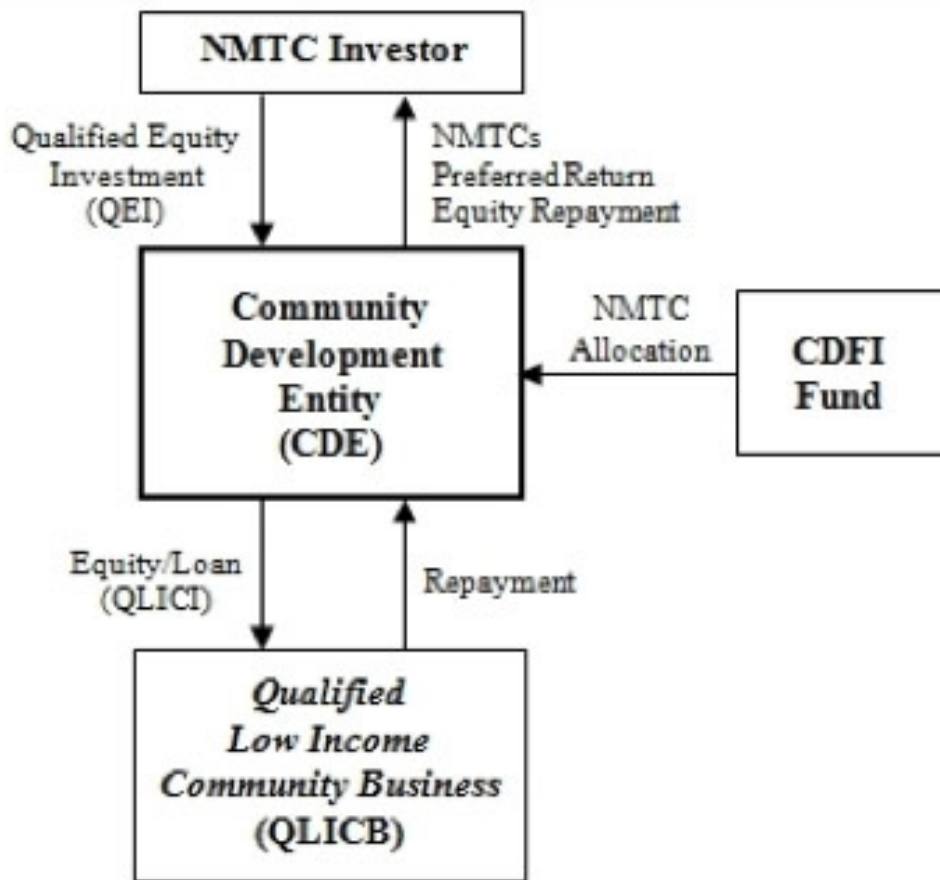 NMTC Investor
Qualified Equity
Investment
(QEI)
NMTCs
Preferred Return
Equity Repayment
Community
Development
Entity
(CDE)
NMTC
Allocation
CDFI
Fund
Equity/Loan
(QLICI)
Repayment
Qualified
Low Income
Community Business
(QLICB)